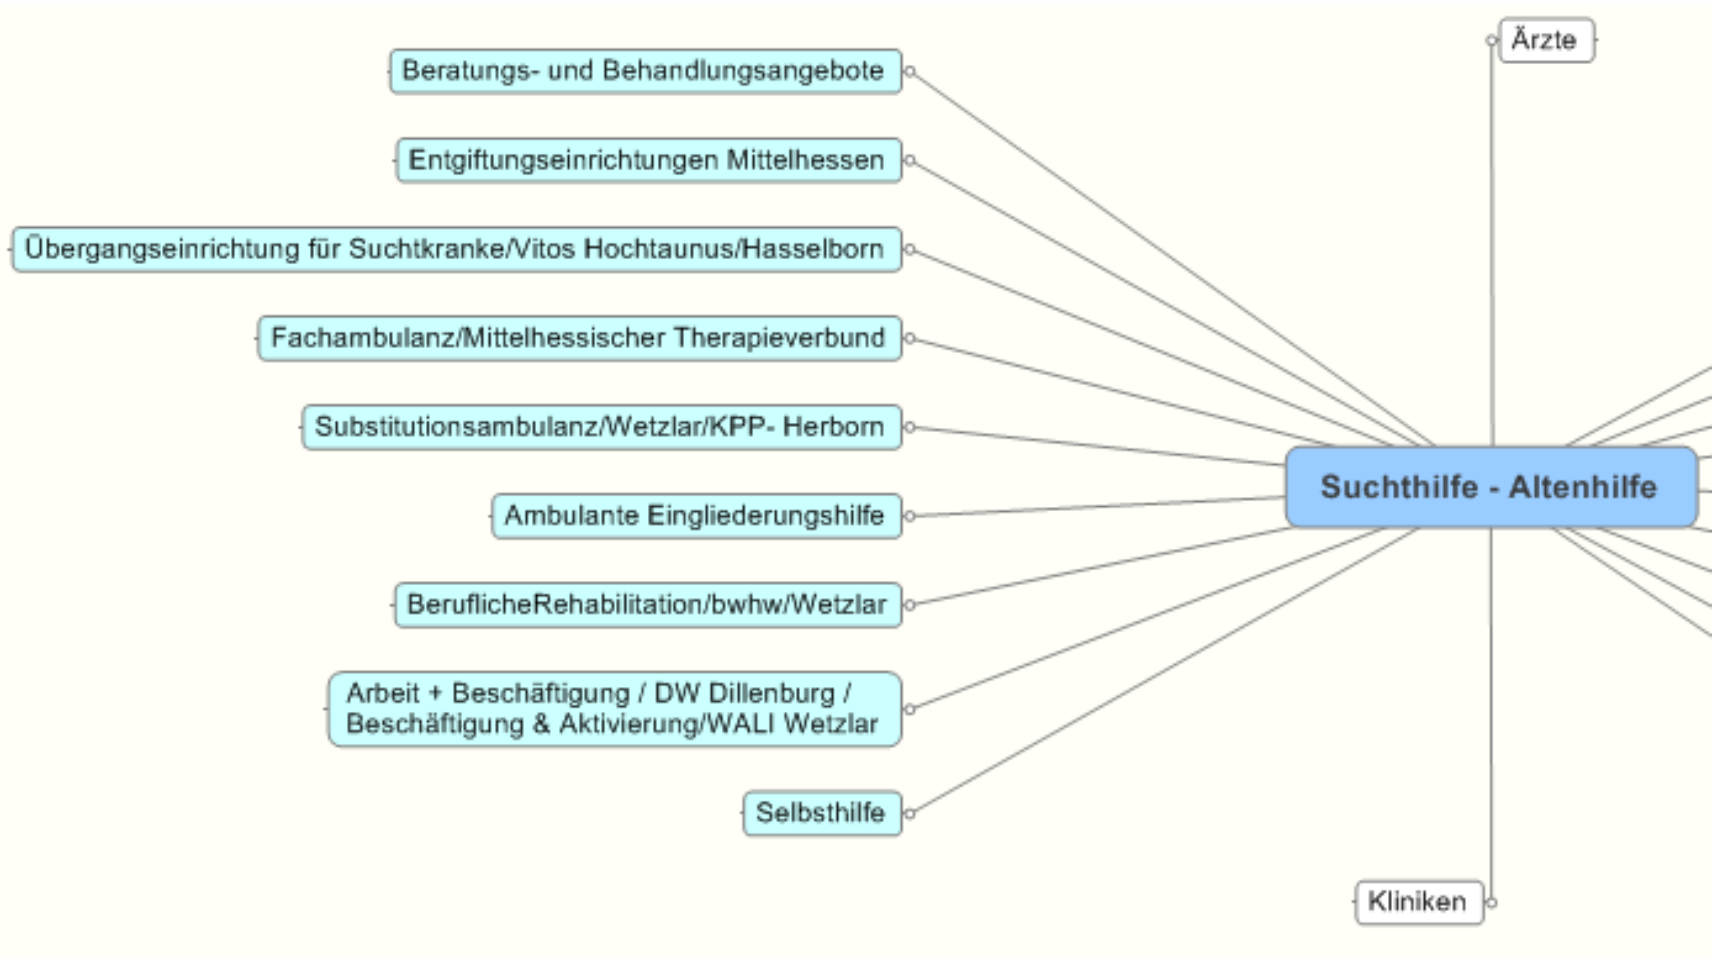 Ärzte
Beratungs- und Behandlungsangebote
Entgiftungseinrichtungen Mittelhessen
Übergangseinrichtung für Suchtkranke/Vitos Hochtaunus/Hasselborn
Fachambulanz/Mittelhessischer Therapieverbund
Substitutionsambulanz/Wetzlar/KPP- Herborn
Suchthilfe - Altenhilfe
Ambulante Eingliederungshilfe
BeruflicheRehabilitation/bwhw/Wetzlar
Arbeit + Beschäftigung / DW Dillenburg /
Beschäftigung & Aktivierung/WALI Wetzlar
Selbsthilfe
Kliniken